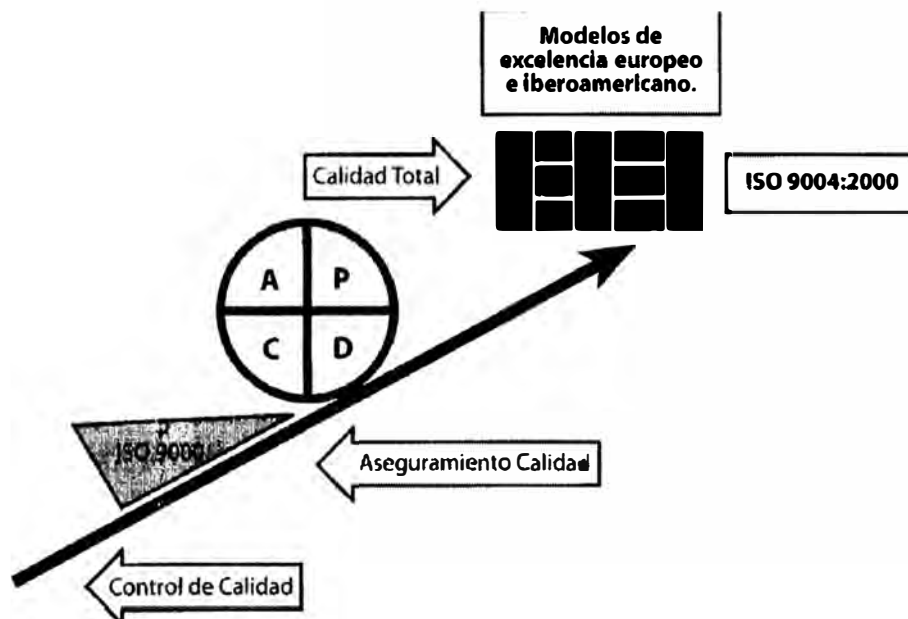 Modelos de
excelencia europeo
e iberoamericano.
Calidad Total
ISO 9004:2000
A P
C D
ISO 9000
Aseguramiento Calidad
Control de Calidad